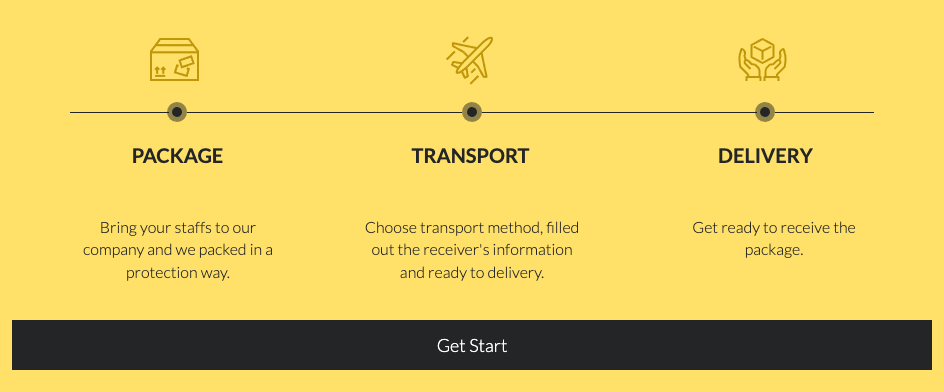 PACKAGE
TRANSPORT
DELIVERY
Bring your staffs to our
company and we packed in a
protection way.
Choose transport method, filled
out the receiver's information
and ready to delivery.
Get ready to receive the
package.
Get Start